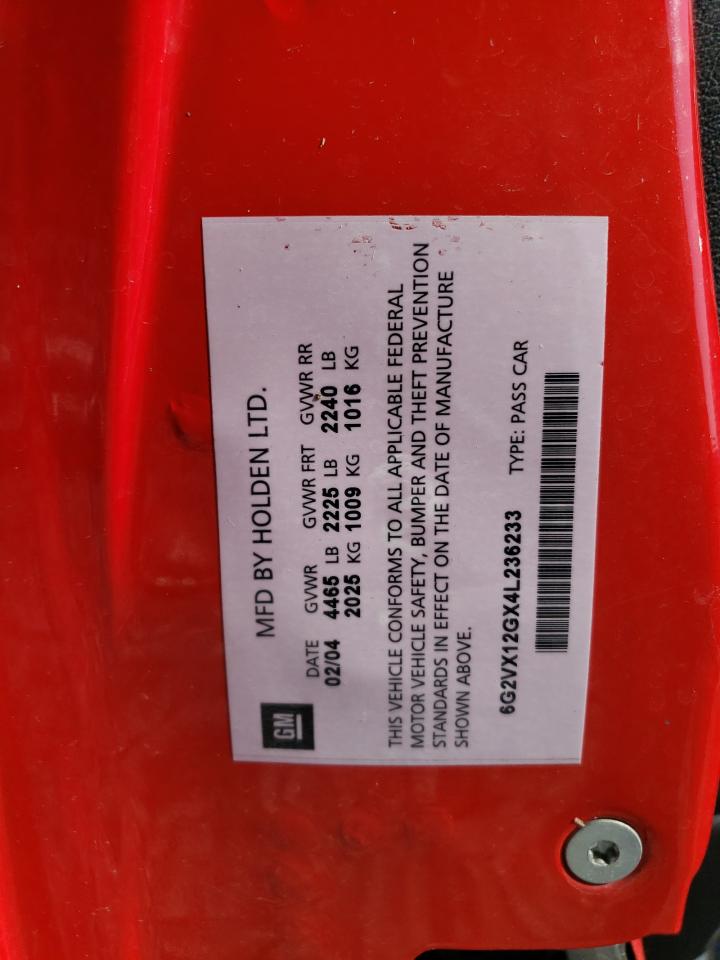 GM
MFD BY HOLDEN LTD.
DATE GVWR GVWR FRT GVWR RR
02/04 4465 LB 2225 LB 2240 LB
2025 KG 1009 KG 1016 KG
THIS VEHICLE CONFORMS TO ALL APPLICABLE FEDERAL
MOTOR VEHICLE SAFETY, BUMPER AND THEFT PREVENTION
STANDARDS IN EFFECT ON THE DATE OF MANUFACTURE
SHOWN ABOVE.
6G2VX12GX4L236233 TYPE: PASS CAR